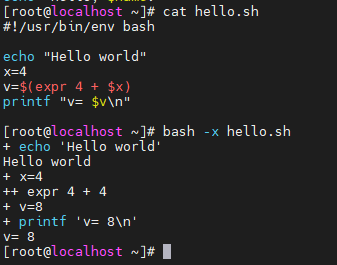 [root@localhost ~]# cat hello.sh
#!/usr/bin/env bash

echo "Hello world"
x=4
v=$(expr 4 + $x)
printf "v= $v\n"

[root@localhost ~]# bash -x hello.sh
+ echo 'Hello world'
Hello world
+ x=4
++ expr 4 + 4
+ v=8
+ printf 'v= 8\n'
v= 8
[root@localhost ~]#